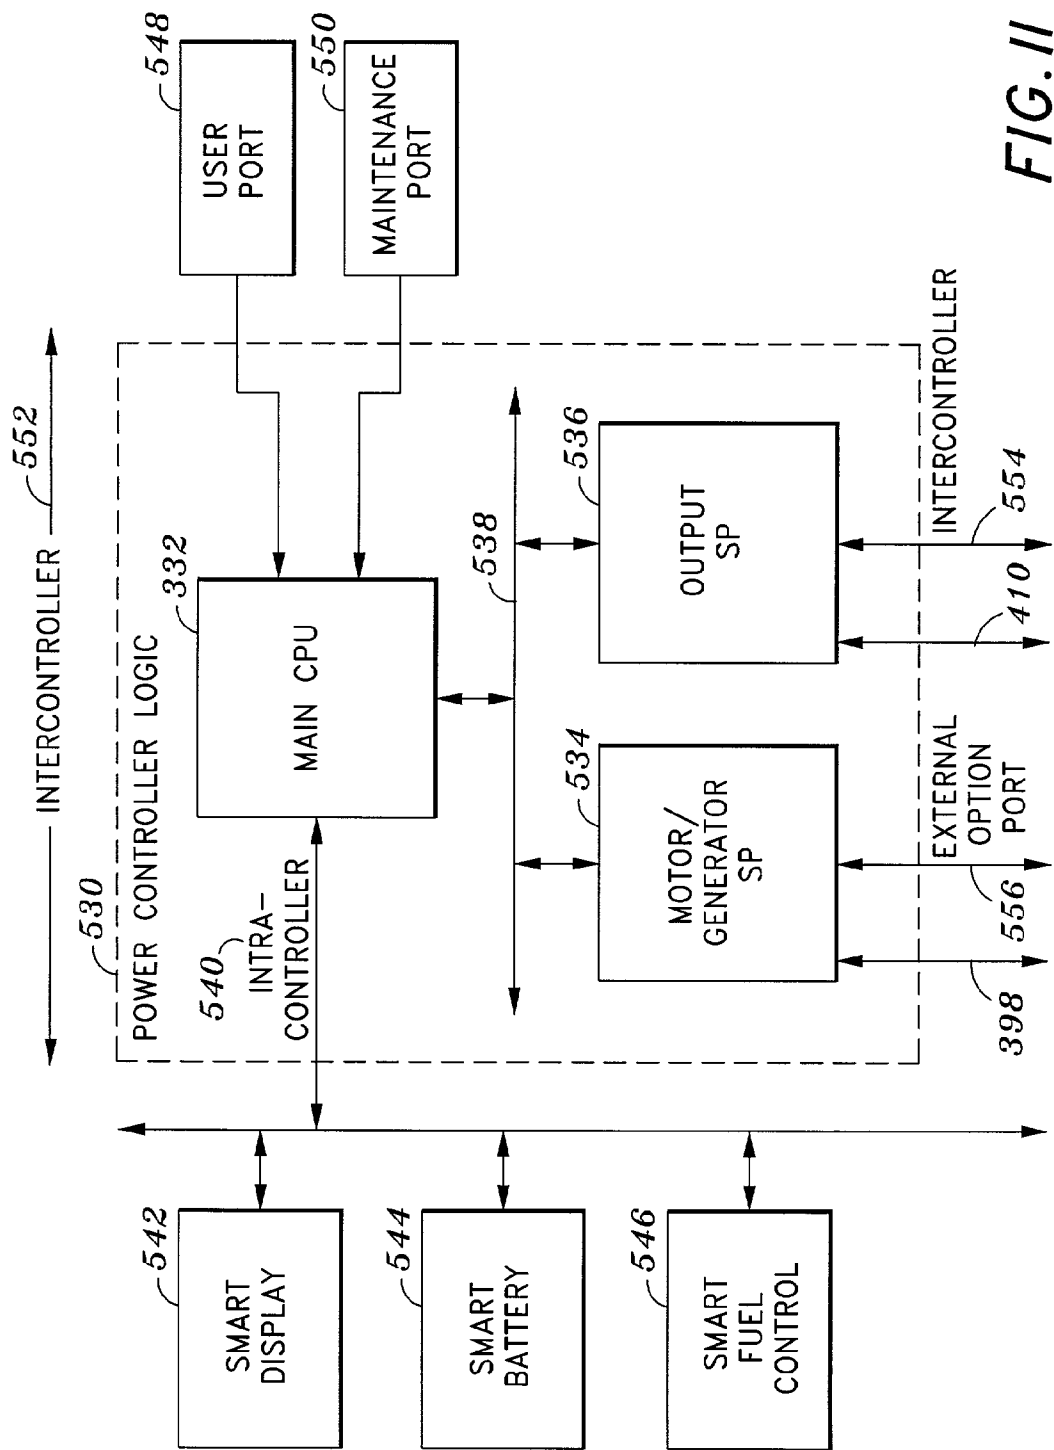 552
INTERCONTROLLER
530
POWER CONTROLLER LOGIC
548
USER
PORT
550
MAINTENANCE
PORT
332
MAIN CPU
540
INTRA-
CONTROLLER
538
542
SMART
DISPLAY
544
SMART
BATTERY
546
SMART
FUEL
CONTROL
534
MOTOR/
GENERATOR
SP
536
OUTPUT
SP
EXTERNAL
OPTION
PORT
INTERCONTROLLER
398
556
410
554
FIG. 11